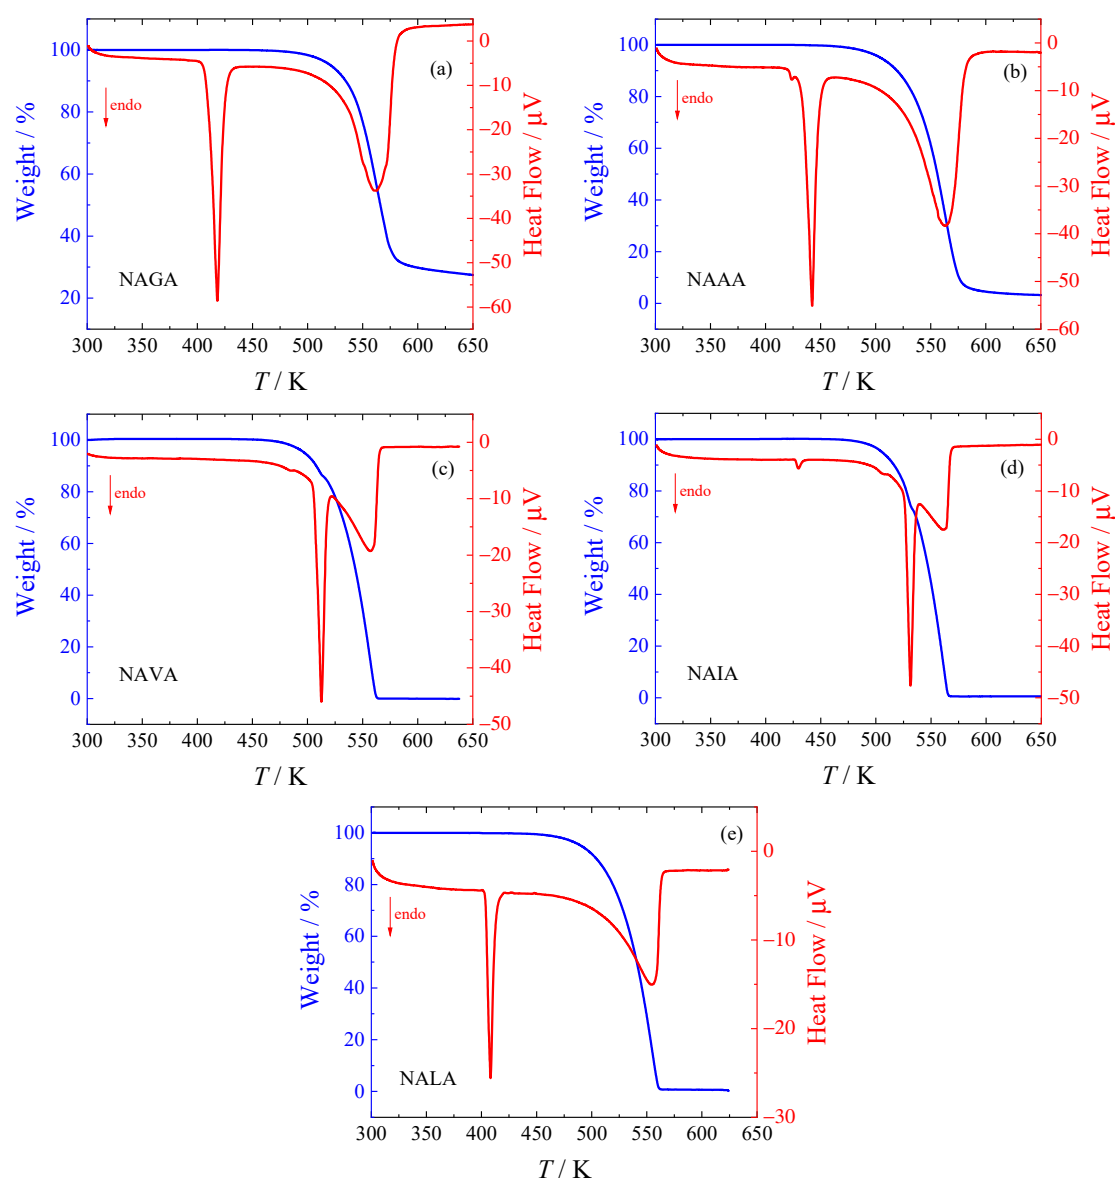 (a)
endo
NAGA
Weight / %
100
80
60
40
20
Heat Flow / μV
0
−10
−20
−30
−40
−50
−60
300 350 400 450 500 550 600 650
T / K
(b)
endo
NAAA
Weight / %
100
80
60
40
20
0
Heat Flow / μV
0
−10
−20
−30
−40
−50
−60
300 350 400 450 500 550 600 650
T / K
(c)
endo
NAVA
Weight / %
100
80
60
40
20
0
Heat Flow / μV
0
−10
−20
−30
−40
−50
300 350 400 450 500 550 600 650
T / K
(d)
endo
NAIA
Weight / %
100
80
60
40
20
0
Heat Flow / μV
0
−10
−20
−30
−40
−50
300 350 400 450 500 550 600 650
T / K
(e)
endo
NALA
Weight / %
100
80
60
40
20
0
Heat Flow / μV
0
−10
−20
−30
300 350 400 450 500 550 600 650
T / K